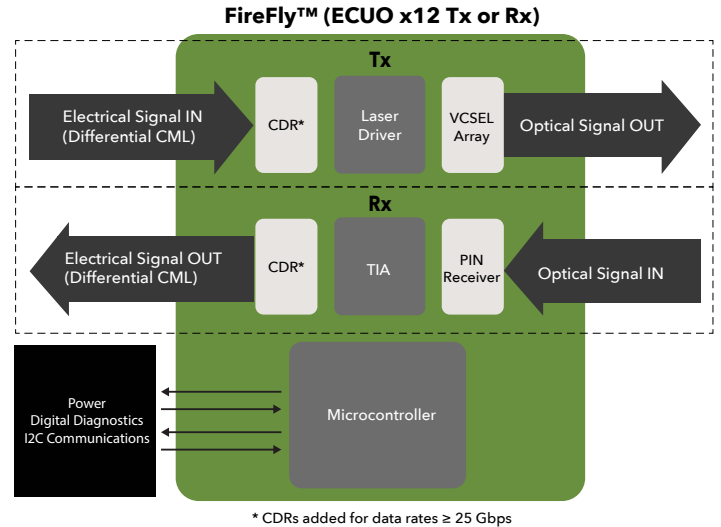 FireFly™ (ECUO x12 Tx or Rx)
Tx
Electrical Signal IN
(Differential CML)
CDR*
Laser
Driver
VCSEL
Array
Optical Signal OUT
Rx
Electrical Signal OUT
(Differential CML)
CDR*
TIA
PIN
Receiver
Optical Signal IN
Power
Digital Diagnostics
I2C Communications
Microcontroller
* CDRs added for data rates ≥ 25 Gbps